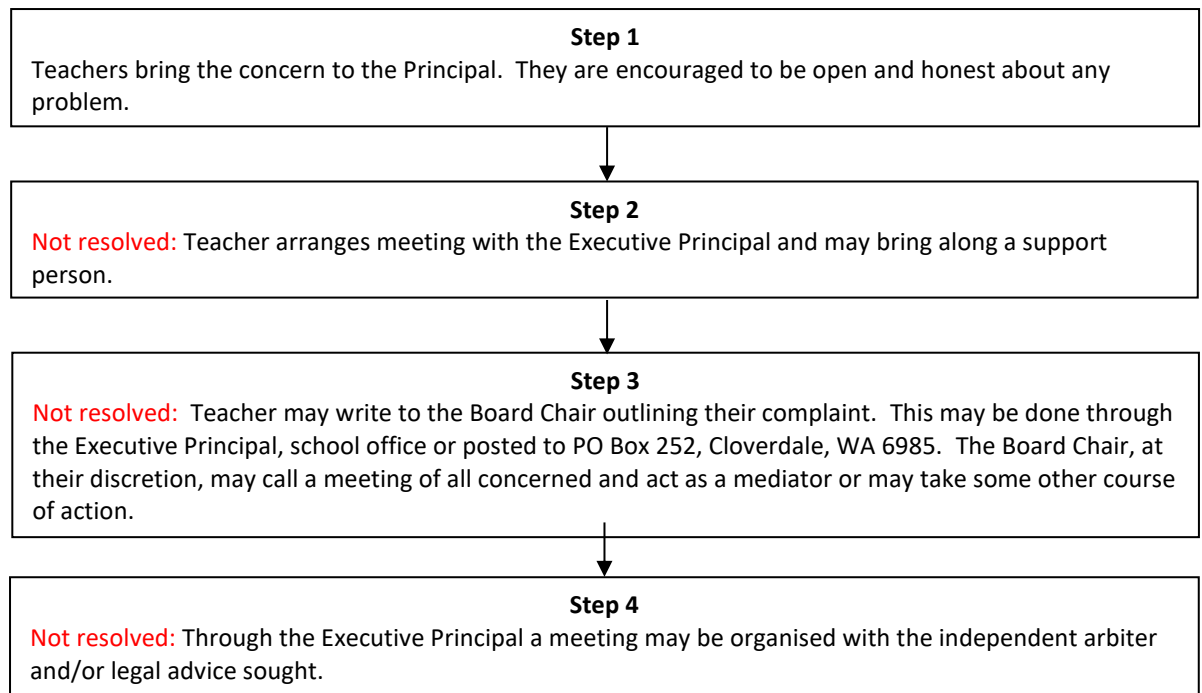 Step 1
Teachers bring the concern to the Principal.  They are encouraged to be open and honest about any
problem.
Step 2
Not resolved: Teacher arranges meeting with the Executive Principal and may bring along a support
person.
Step 3
Not resolved:  Teacher may write to the Board Chair outlining their complaint.  This may be done through
the Executive Principal, school office or posted to PO Box 252, Cloverdale, WA 6985.  The Board Chair, at
their discretion, may call a meeting of all concerned and act as a mediator or may take some other course
of action.
Step 4
Not resolved: Through the Executive Principal a meeting may be organised with the independent arbiter
and/or legal advice sought.